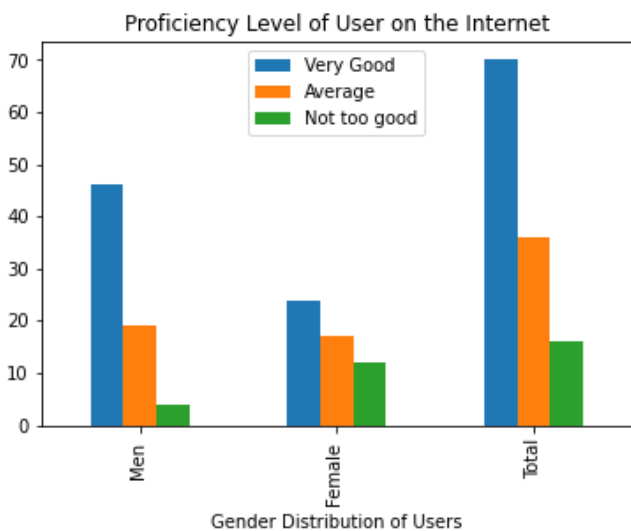 Proficiency Level of User on the Internet
Very Good
Average
Not too good
70
60
50
40
30
20
10
0
Men
Female
Total
Gender Distribution of Users